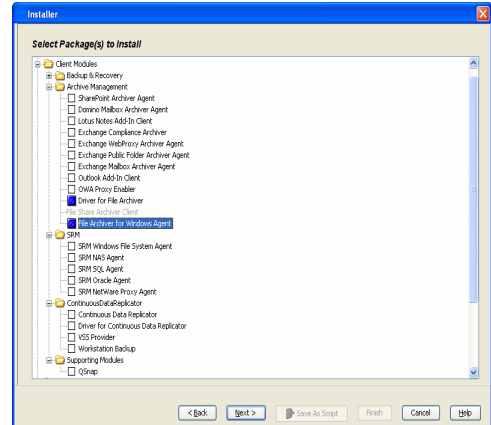 Installer
Select Package(s) to Install
Client Modules
Backup & Recovery
Archive Management
SharePoint Archiver Agent
Domino Mailbox Archiver Agent
Lotus Notes Add-In Client
Exchange Compliance Archiver
Exchange WebProxy Archiver Agent
Exchange Public Folder Archiver Agent
Exchange Mailbox Archiver Agent
Outlook Add-In Client
OWA Proxy Enabler
Driver for File Archiver
File Share Archiver Client
File Archiver for Windows Agent
SRM
SRM Windows File System Agent
SRM NAS Agent
SRM SQL Agent
SRM Oracle Agent
SRM NetWare Proxy Agent
ContinuousDataReplicator
Continuous Data Replicator
Driver for Continuous Data Replicator
VSS Provider
Workstation Backup
Supporting Modules
QSnap
< Back Next > Save As Script Finish Cancel Help